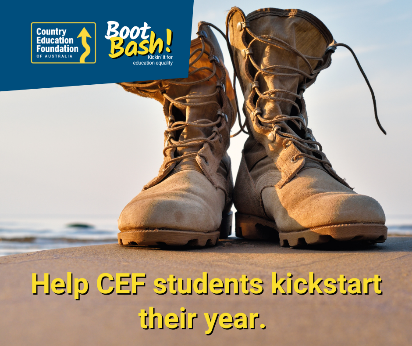 Country
Education
Foundation
OF AUSTRALIA
Boot
Bash!
Kickin' it for
education equality
Help CEF students kickstart
their year.